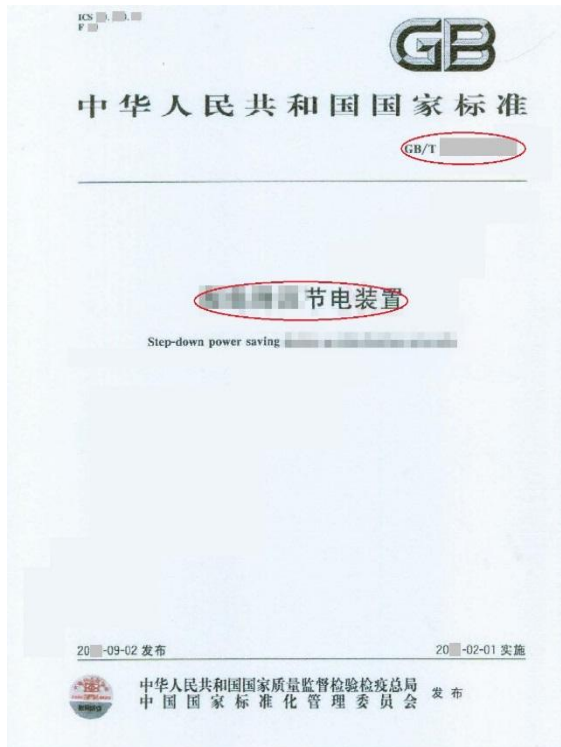 ICS
F
GB
中华人民共和国国家标准
GB/T
节电装置
Step-down power saving
20 -09-02 发布
20 -02-01 实施
中华人民共和国国家质量监督检验检疫总局
中国国家标准化管理委员会
发布